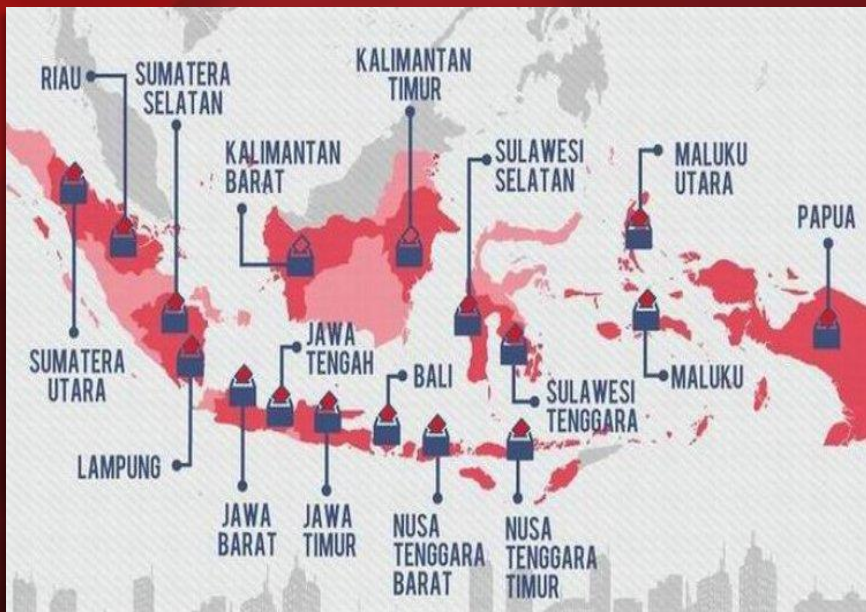 RIAU
SUMATERA
SELATAN
KALIMANTAN
TIMUR
KALIMANTAN
BARAT
SULAWESI
SELATAN
MALUKU
UTARA
PAPUA
SUMATERA
UTARA
JAWA
TENGAH
BALI
SULAWESI
TENGGARA
MALUKU
LAMPUNG
JAWA
BARAT
JAWA
TIMUR
NUSA
TENGGARA
BARAT
NUSA
TENGGARA
TIMUR